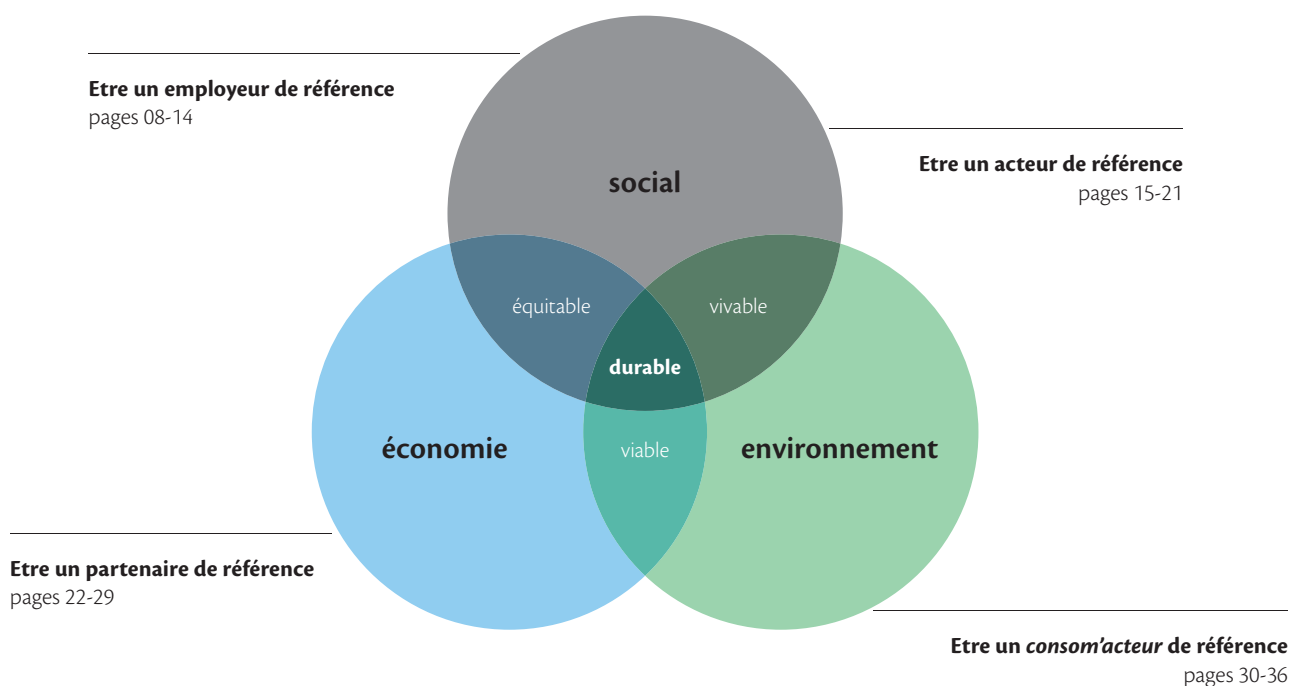 Etre un employeur de référence
pages 08-14
Etre un acteur de référence
pages 15-21
social
équitable
vivable
durable
économie
viable
environnement
Etre un partenaire de référence
pages 22-29
Etre un consom'acteur de référence
pages 30-36